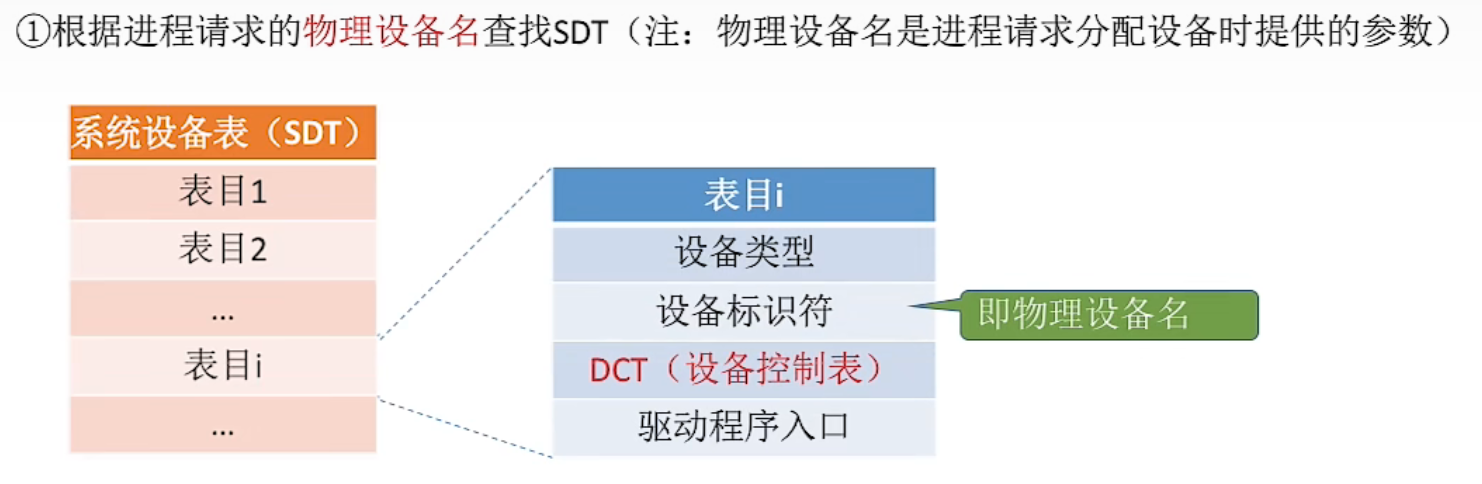 ①根据进程请求的物理设备名查找SDT（注：物理设备名是进程请求分配设备时提供的参数）
系统设备表（SDT）
表目1
表目2
...
表目i
...
表目i
设备类型
设备标识符
DCT（设备控制表）
驱动程序入口
即物理设备名